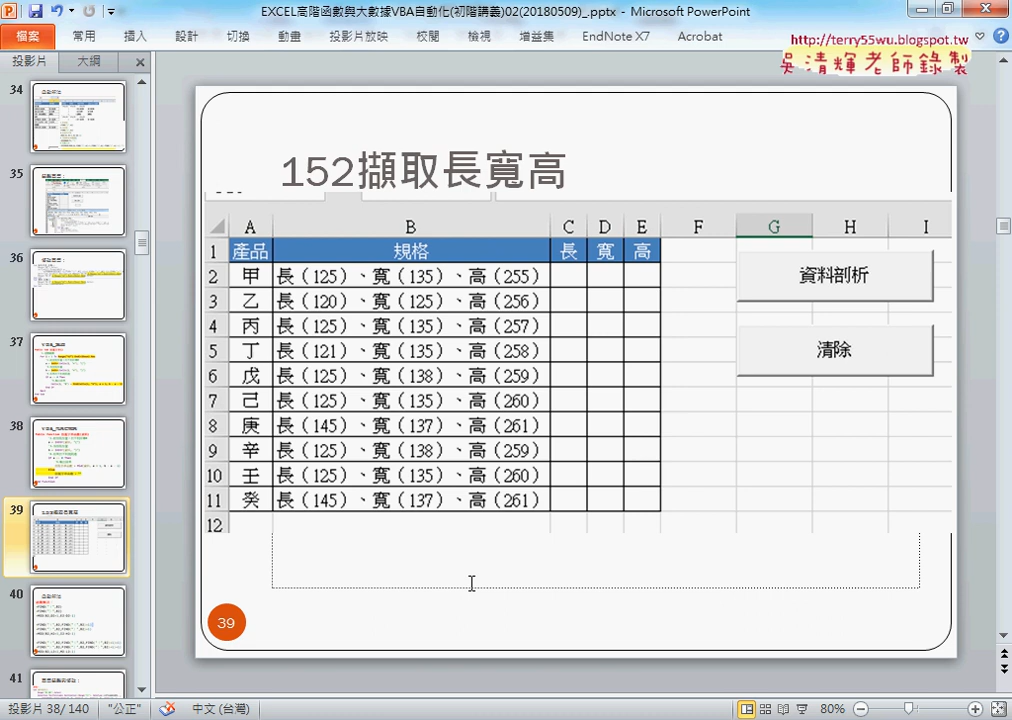 EXCEL高階函數與大數據VBA自動化(初階講義)02(20180509)_.pptx - Microsoft PowerPoint
檔案 常用 插入 設計 切換 動畫 投影片放映 校閱 檢視 增益集 EndNote X7 Acrobat
http://terry55wu.blogspot.tw
吳清輝老師錄製
投影片 大綱
34
35
36
37
38
39
40
41
152擷取長寬高
A B C D E F G H I
1 產品 規格 長 寬 高
2 甲 長（125）、寬（135）、高（255）
3 乙 長（120）、寬（125）、高（256）
4 丙 長（125）、寬（135）、高（257）
5 丁 長（121）、寬（135）、高（258）
6 戊 長（125）、寬（138）、高（259）
7 己 長（125）、寬（135）、高（260）
8 庚 長（145）、寬（137）、高（261）
9 辛 長（125）、寬（138）、高（259）
10 壬 長（125）、寬（135）、高（260）
11 癸 長（145）、寬（137）、高（261）
12
資料剖析
清除
39
投影片 38/ 140 "公正" 中文 (台灣) 80%